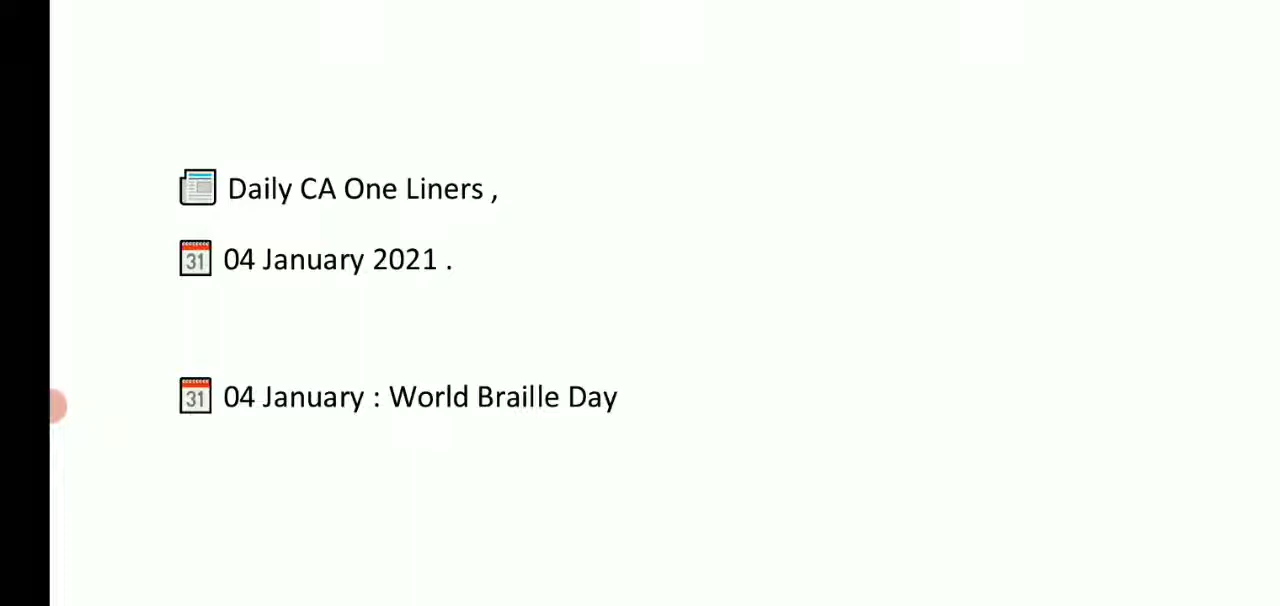 📰 Daily CA One Liners ,
📅 04 January 2021 .
📅 04 January : World Braille Day